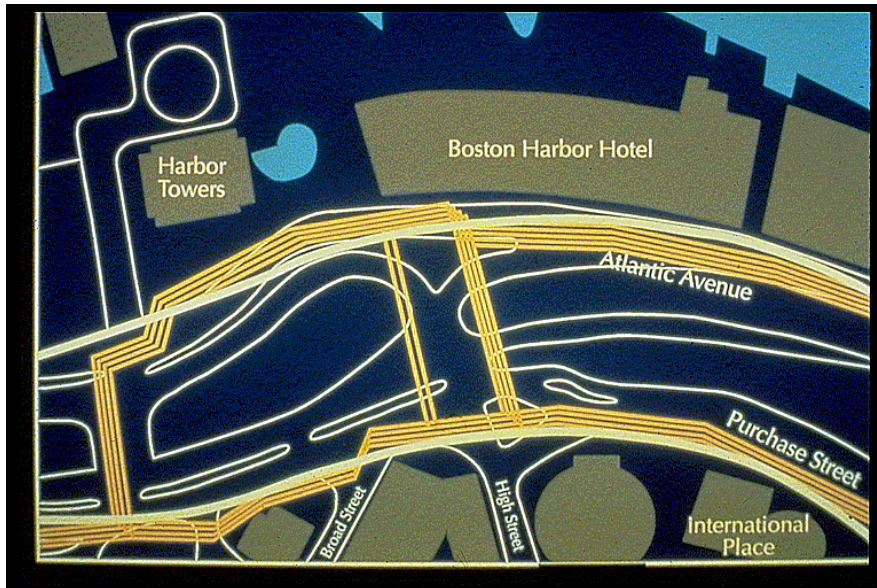 Boston Harbor Hotel
Harbor
Towers
Atlantic Avenue
Purchase Street
Broad Street
High Street
International
Place